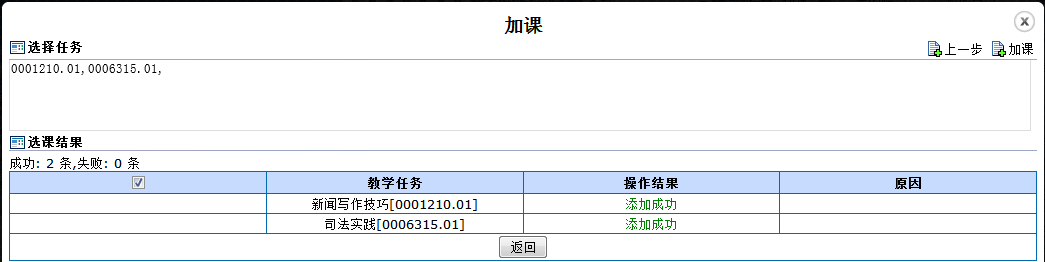 加课
选择任务
上一步 加课
0001210.01,0006315.01,
选课结果
成功: 2 条,失败: 0 条
教学任务 操作结果 原因
新闻写作技巧[0001210.01] 添加成功
司法实践[0006315.01] 添加成功
返回